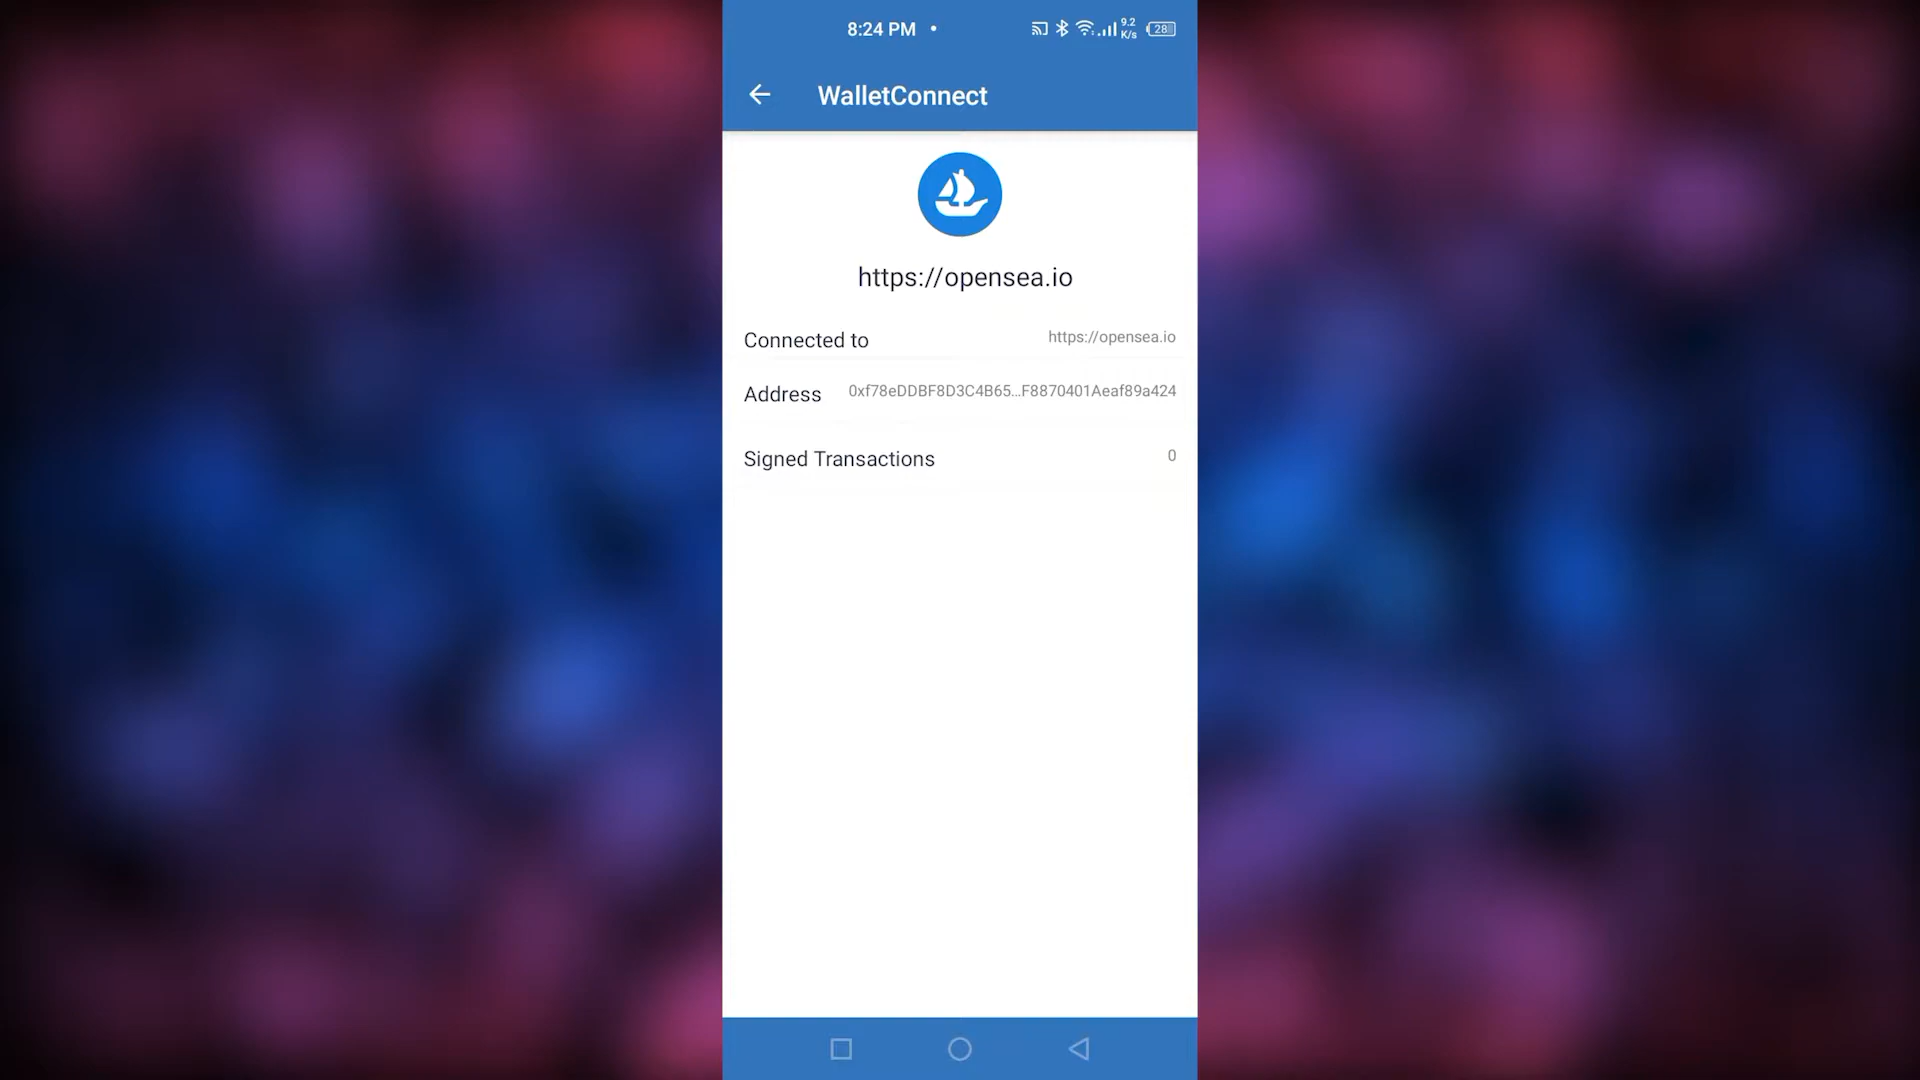 8:24 PM
9.2
K/s
28
WalletConnect
https://opensea.io
Connected to https://opensea.io
Address 0xf78eDDBF8D3C4B65...F8870401Aeaf89a424
Signed Transactions 0